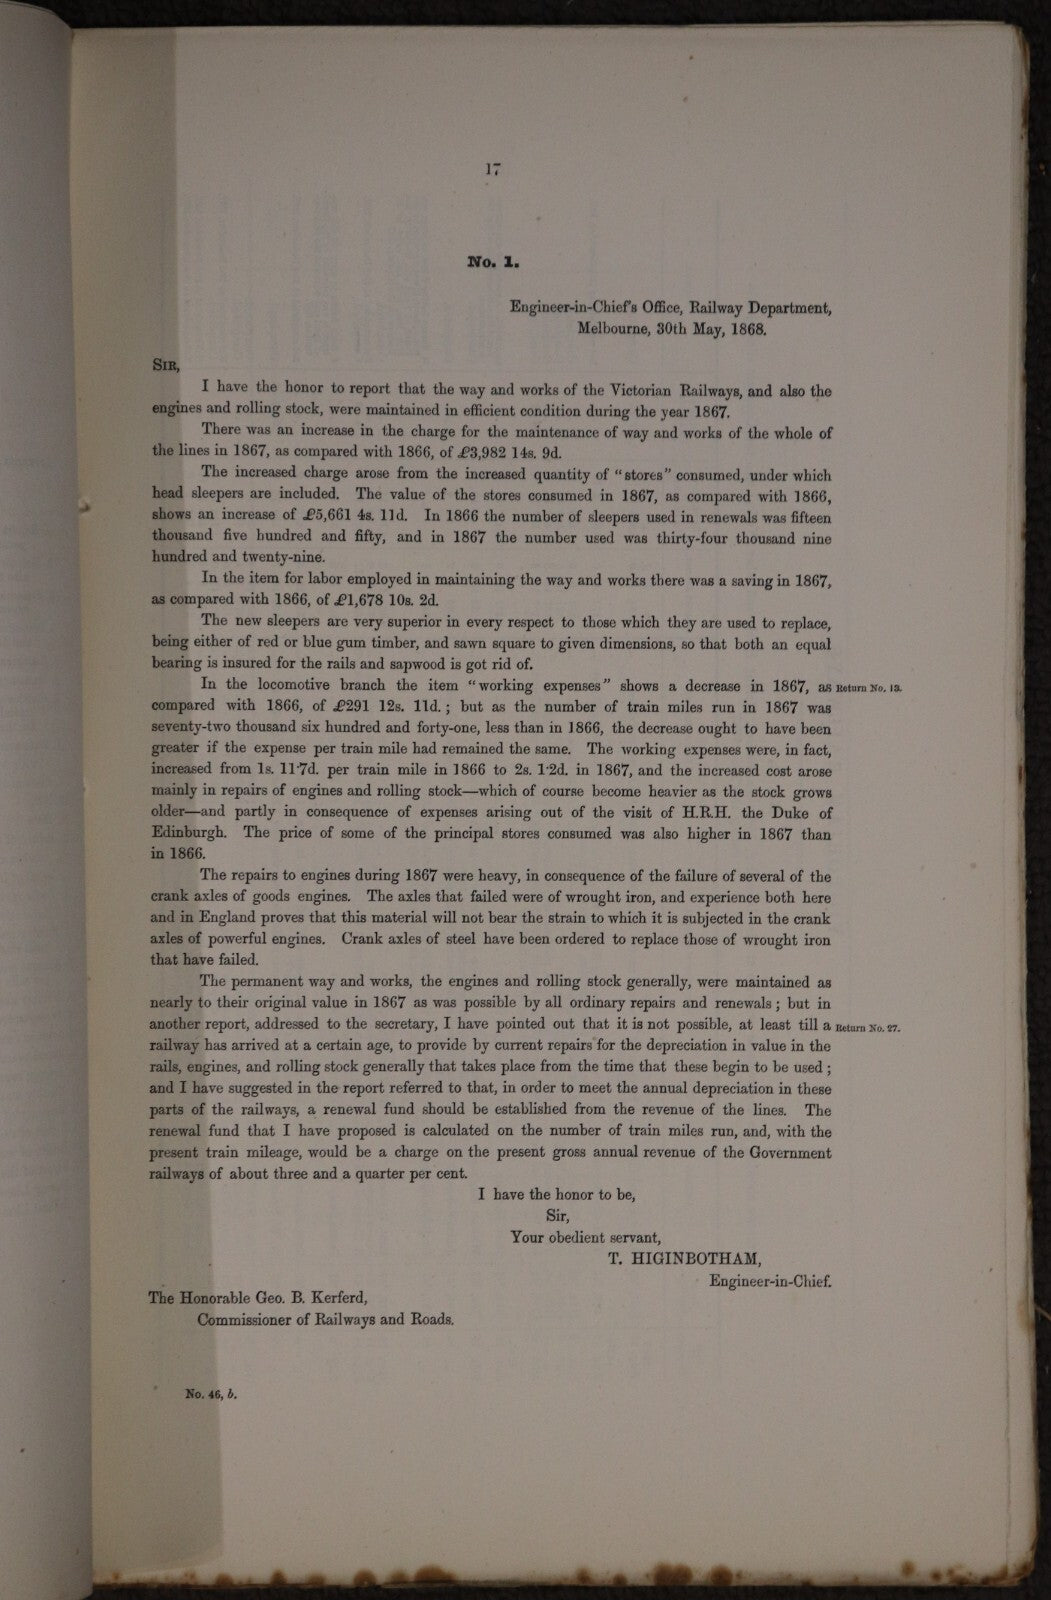 17
No. 1.
Engineer-in-Chief's Office, Railway Department,
Melbourne, 30th May, 1868.
SIR,
I have the honor to report that the way and works of the Victorian Railways, and also the
engines and rolling stock, were maintained in efficient condition during the year 1867.
There was an increase in the charge for the maintenance of way and works of the whole of
the lines in 1867, as compared with 1866, of £3,982 14s. 9d.
The increased charge arose from the increased quantity of “stores” consumed, under which
head sleepers are included. The value of the stores consumed in 1867, as compared with 1866,
shows an increase of £5,661 4s. 11d. In 1866 the number of sleepers used in renewals was fifteen
thousand five hundred and fifty, and in 1867 the number used was thirty-four thousand nine
hundred and twenty-nine.
In the item for labor employed in maintaining the way and works there was a saving in 1867,
as compared with 1866, of £1,678 10s. 2d.
The new sleepers are very superior in every respect to those which they are used to replace,
being either of red or blue gum timber, and sawn square to given dimensions, so that both an equal
bearing is insured for the rails and sapwood is got rid of.
In the locomotive branch the item “working expenses” shows a decrease in 1867, as Return No. 13.
compared with 1866, of £291 12s. 11d.; but as the number of train miles run in 1867 was
seventy-two thousand six hundred and forty-one, less than in 1866, the decrease ought to have been
greater if the expense per train mile had remained the same. The working expenses were, in fact,
increased from 1s. 11·7d. per train mile in 1866 to 2s. 1·2d. in 1867, and the increased cost arose
mainly in repairs of engines and rolling stock—which of course become heavier as the stock grows
older—and partly in consequence of expenses arising out of the visit of H.R.H. the Duke of
Edinburgh. The price of some of the principal stores consumed was also higher in 1867 than
in 1866.
The repairs to engines during 1867 were heavy, in consequence of the failure of several of the
crank axles of goods engines. The axles that failed were of wrought iron, and experience both here
and in England proves that this material will not bear the strain to which it is subjected in the crank
axles of powerful engines. Crank axles of steel have been ordered to replace those of wrought iron
that have failed.
The permanent way and works, the engines and rolling stock generally, were maintained as
nearly to their original value in 1867 as was possible by all ordinary repairs and renewals; but in
another report, addressed to the secretary, I have pointed out that it is not possible, at least till a Return No. 27.
railway has arrived at a certain age, to provide by current repairs for the depreciation in value in the
rails, engines, and rolling stock generally that takes place from the time that these begin to be used;
and I have suggested in the report referred to that, in order to meet the annual depreciation in these
parts of the railways, a renewal fund should be established from the revenue of the lines. The
renewal fund that I have proposed is calculated on the number of train miles run, and, with the
present train mileage, would be a charge on the present gross annual revenue of the Government
railways of about three and a quarter per cent.
I have the honor to be,
Sir,
Your obedient servant,
T. HIGINBOTHAM,
Engineer-in-Chief.
The Honorable Geo. B. Kerferd,
Commissioner of Railways and Roads.
No. 46, b.